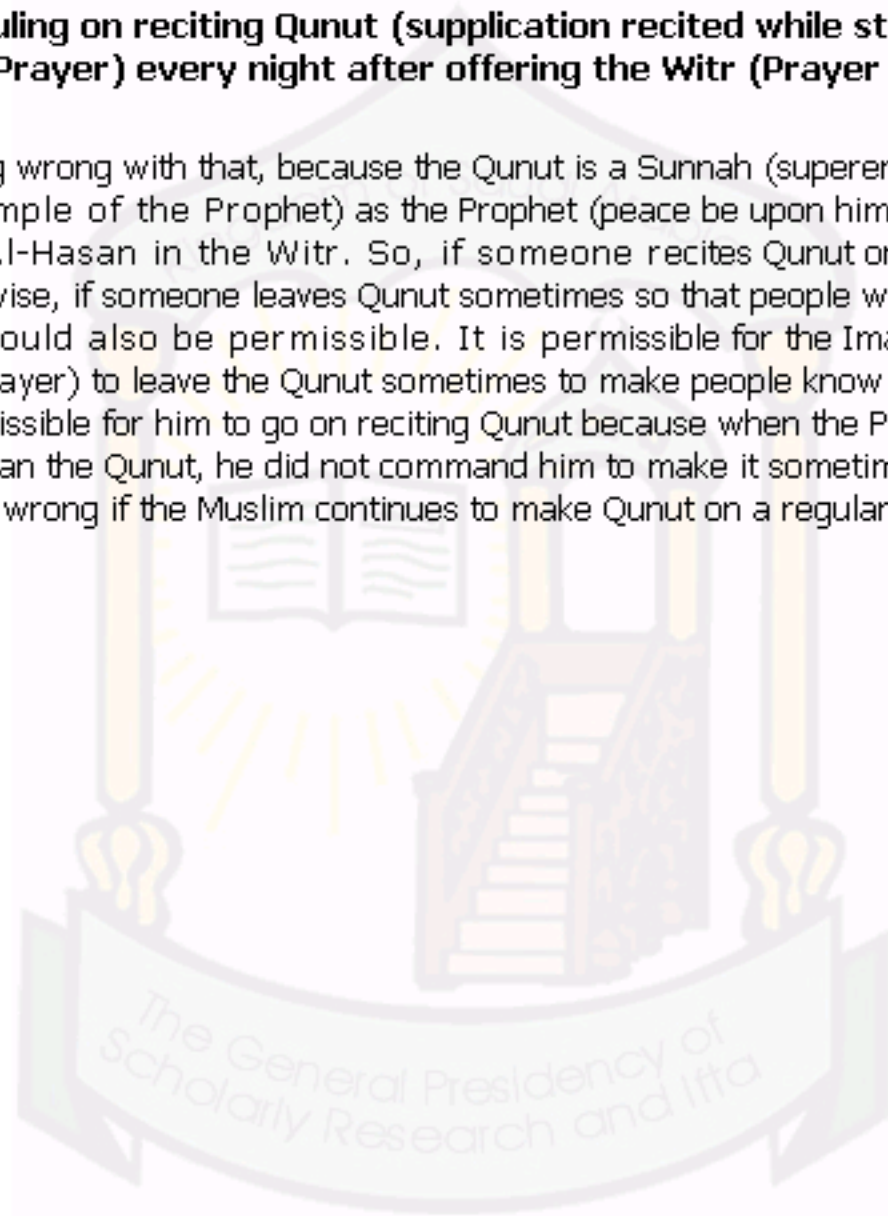 uling on reciting Qunut (supplication recited while st
Prayer) every night after offering the Witr (Prayer
g wrong with that, because the Qunut is a Sunnah (superer
mple of the Prophet) as the Prophet (peace be upon him
l-Hasan in the Witr. So, if someone recites Qunut or
vise, if someone leaves Qunut sometimes so that people w
ould also be permissible. It is permissible for the Ima
ayer) to leave the Qunut sometimes to make people know
issible for him to go on reciting Qunut because when the P
an the Qunut, he did not command him to make it sometim
wrong if the Muslim continues to make Qunut on a regular
Kingdom of Saudi Arabia
The General Presidency of
Scholarly Research and Ifta